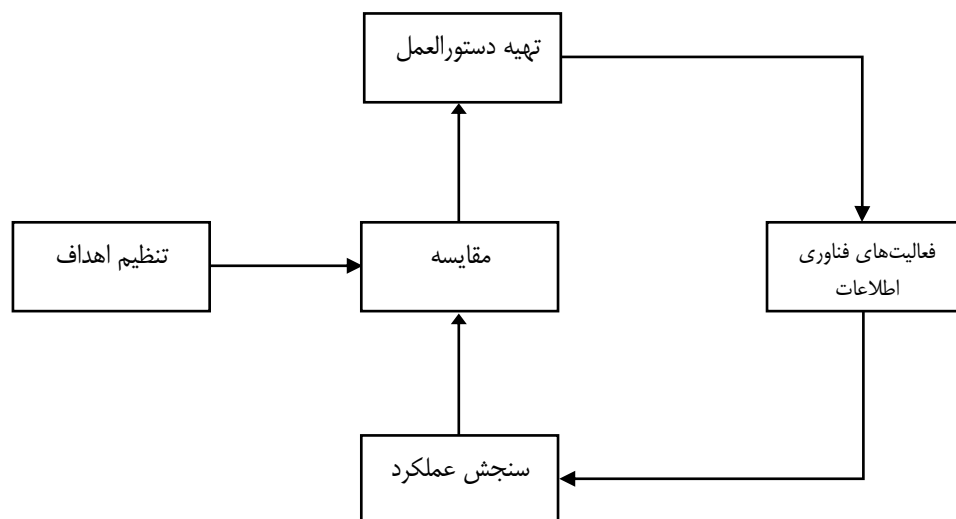 تهیه دستورالعمل
تنظیم اهداف
مقایسه
فعالیت‌های فناوری
اطلاعات
سنجش عملکرد